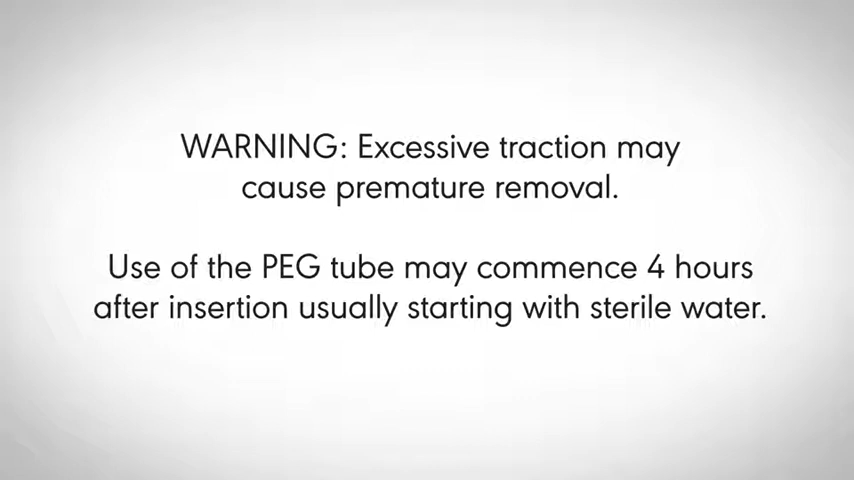 WARNING: Excessive traction may
cause premature removal.
Use of the PEG tube may commence 4 hours
after insertion usually starting with sterile water.